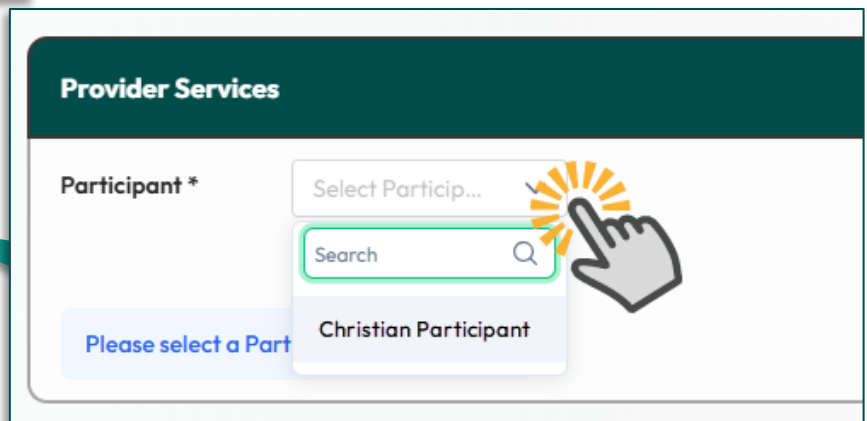 Provider Services
Participant *
Select Particip...
Search
Christian Participant
Please select a Part